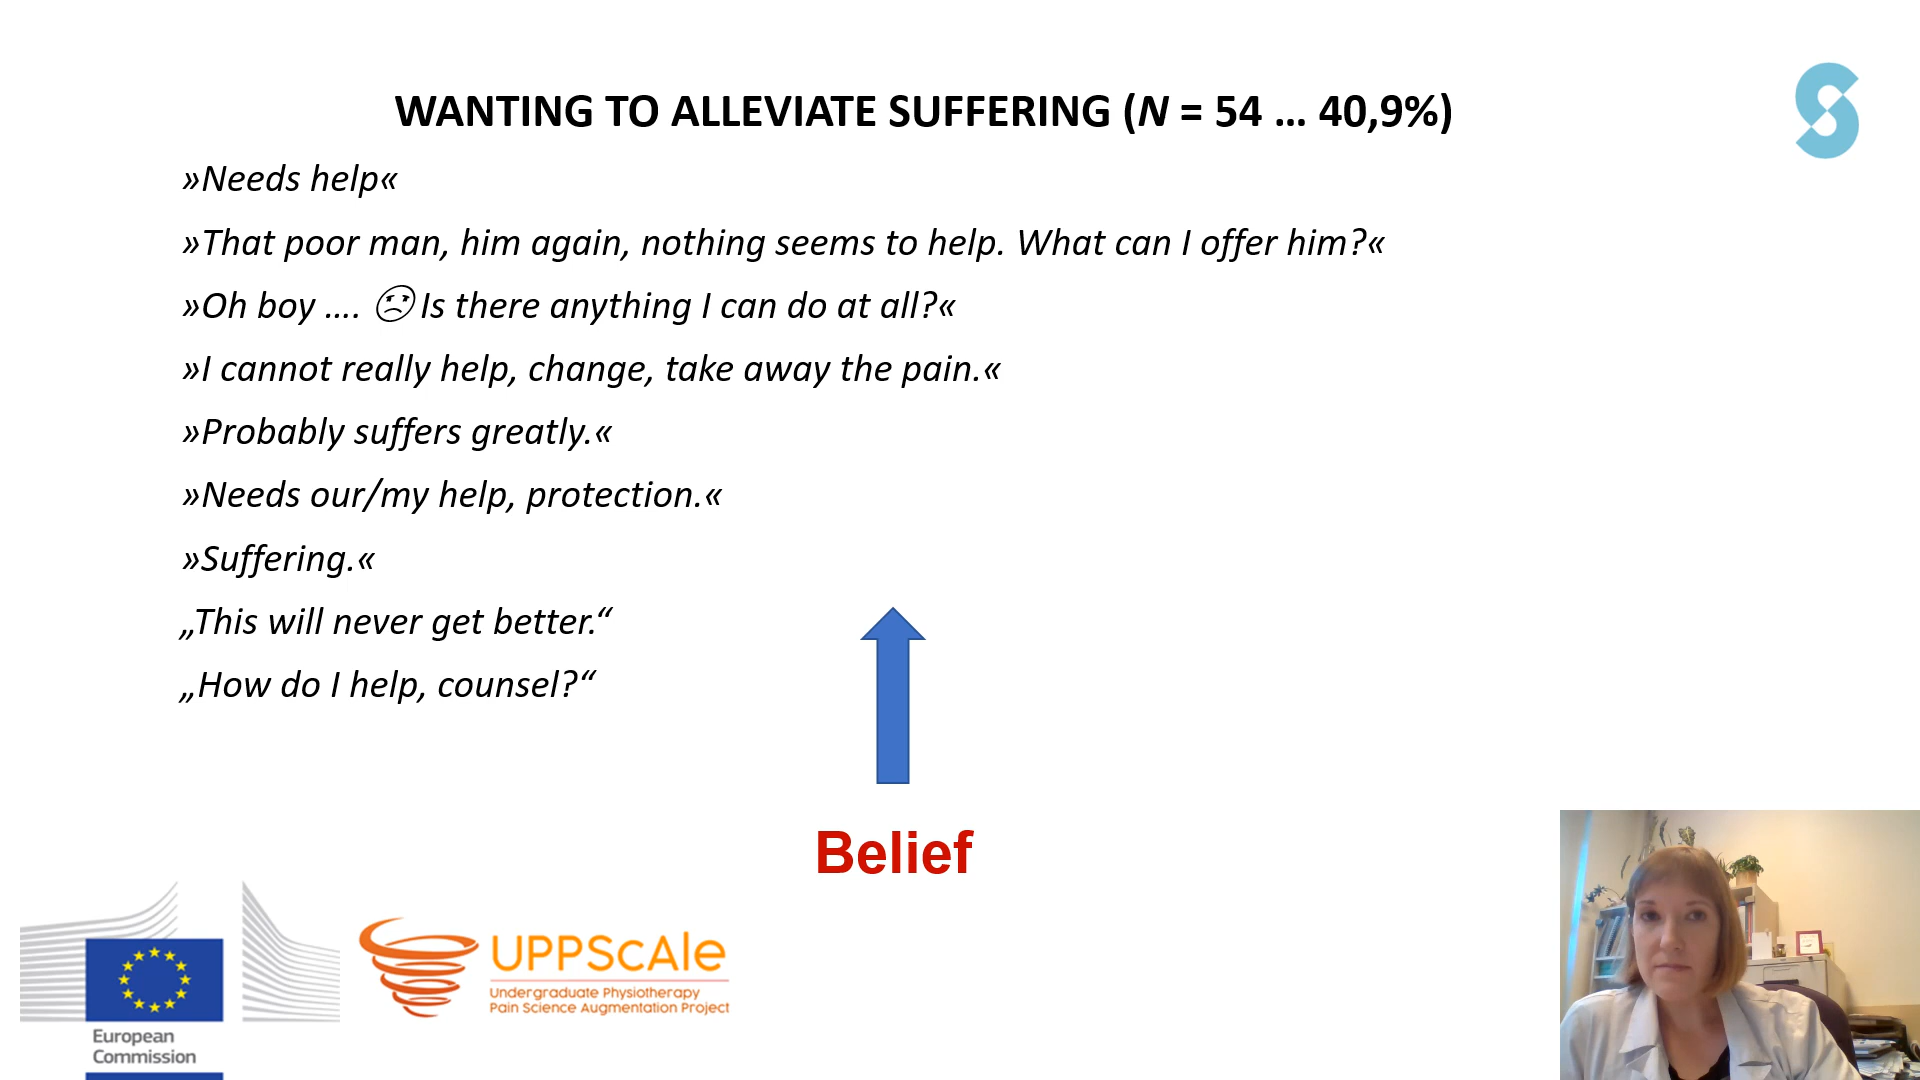 WANTING TO ALLEVIATE SUFFERING (N = 54 … 40,9%)
»Needs help«
»That poor man, him again, nothing seems to help. What can I offer him?«
»Oh boy …. ☹ Is there anything I can do at all?«
»I cannot really help, change, take away the pain.«
»Probably suffers greatly.«
»Needs our/my help, protection.«
»Suffering.«
„This will never get better.“
„How do I help, counsel?“
Belief
European
Commission
UPPScAle
Undergraduate Physiotherapy
Pain Science Augmentation Project